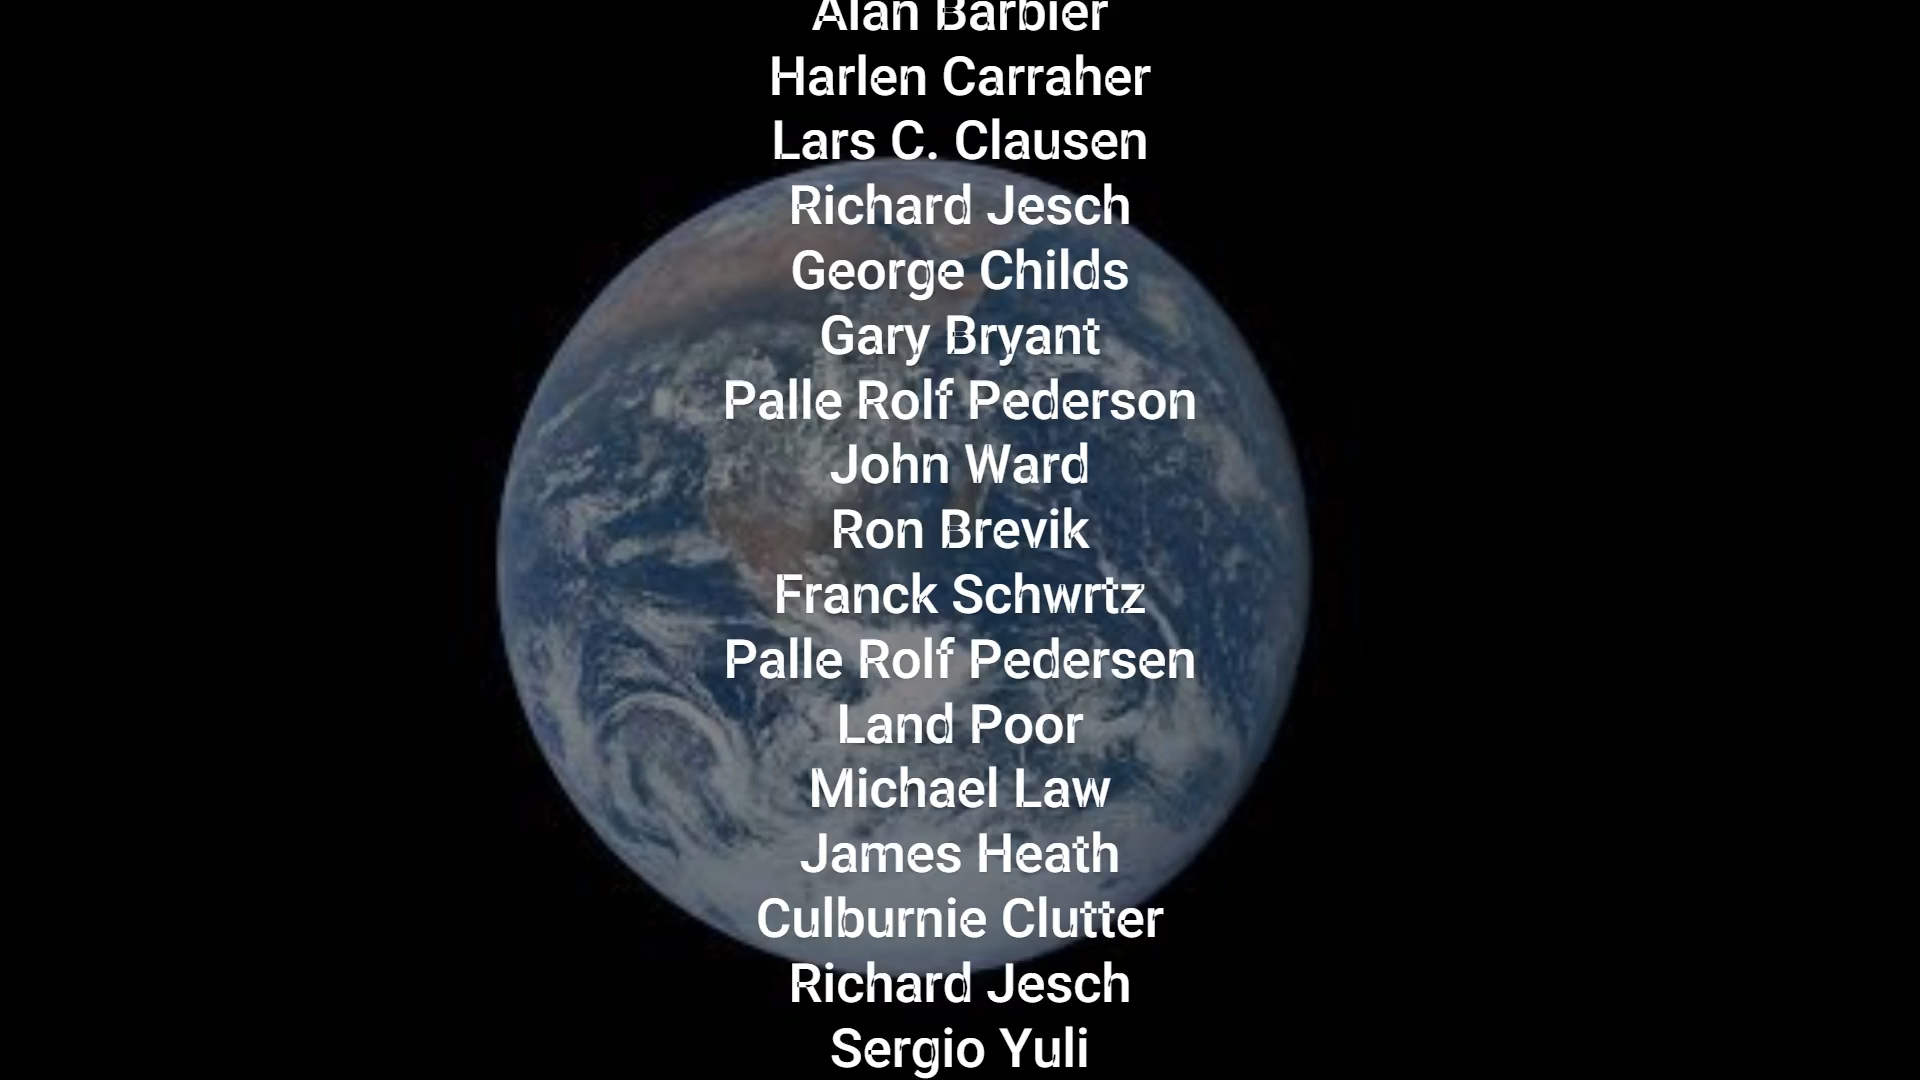 Alan Barbier
Harlen Carraher
Lars C. Clausen
Richard Jesch
George Childs
Gary Bryant
Palle Rolf Pederson
John Ward
Ron Brevik
Franck Schwrtz
Palle Rolf Pedersen
Land Poor
Michael Law
James Heath
Culburnie Clutter
Richard Jesch
Sergio Yuli